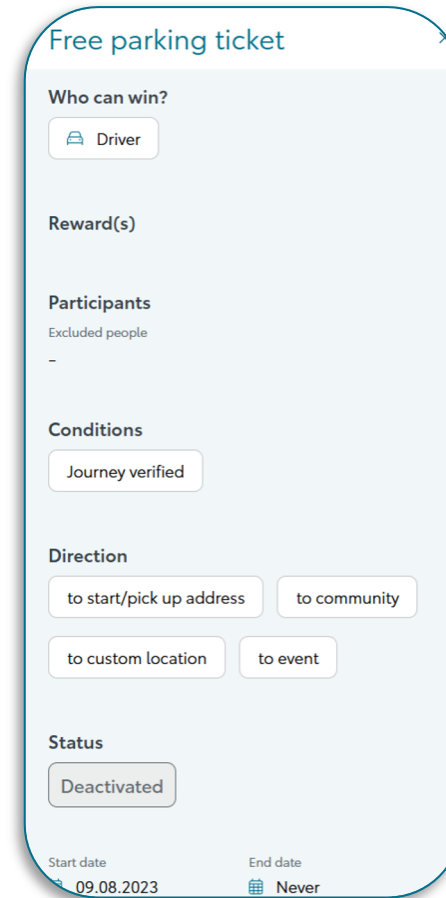 Free parking ticket
Who can win?
Driver
Reward(s)
Participants
Excluded people
–
Conditions
Journey verified
Direction
to start/pick up address to community
to custom location to event
Status
Deactivated
Start date End date
09.08.2023 Never